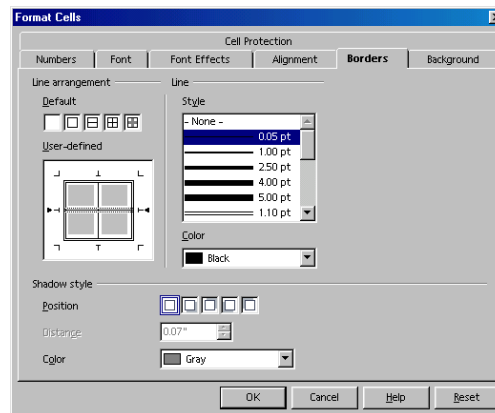 Format Cells
Cell Protection
Numbers Font Font Effects Alignment Borders Background
Line arrangement
Line
Default
Style
- None -
0.05 pt
1.00 pt
2.50 pt
4.00 pt
5.00 pt
1.10 pt
User-defined
Color
Black
Shadow style
Position
Distance
0.07"
Color
Gray
OK Cancel Help Reset